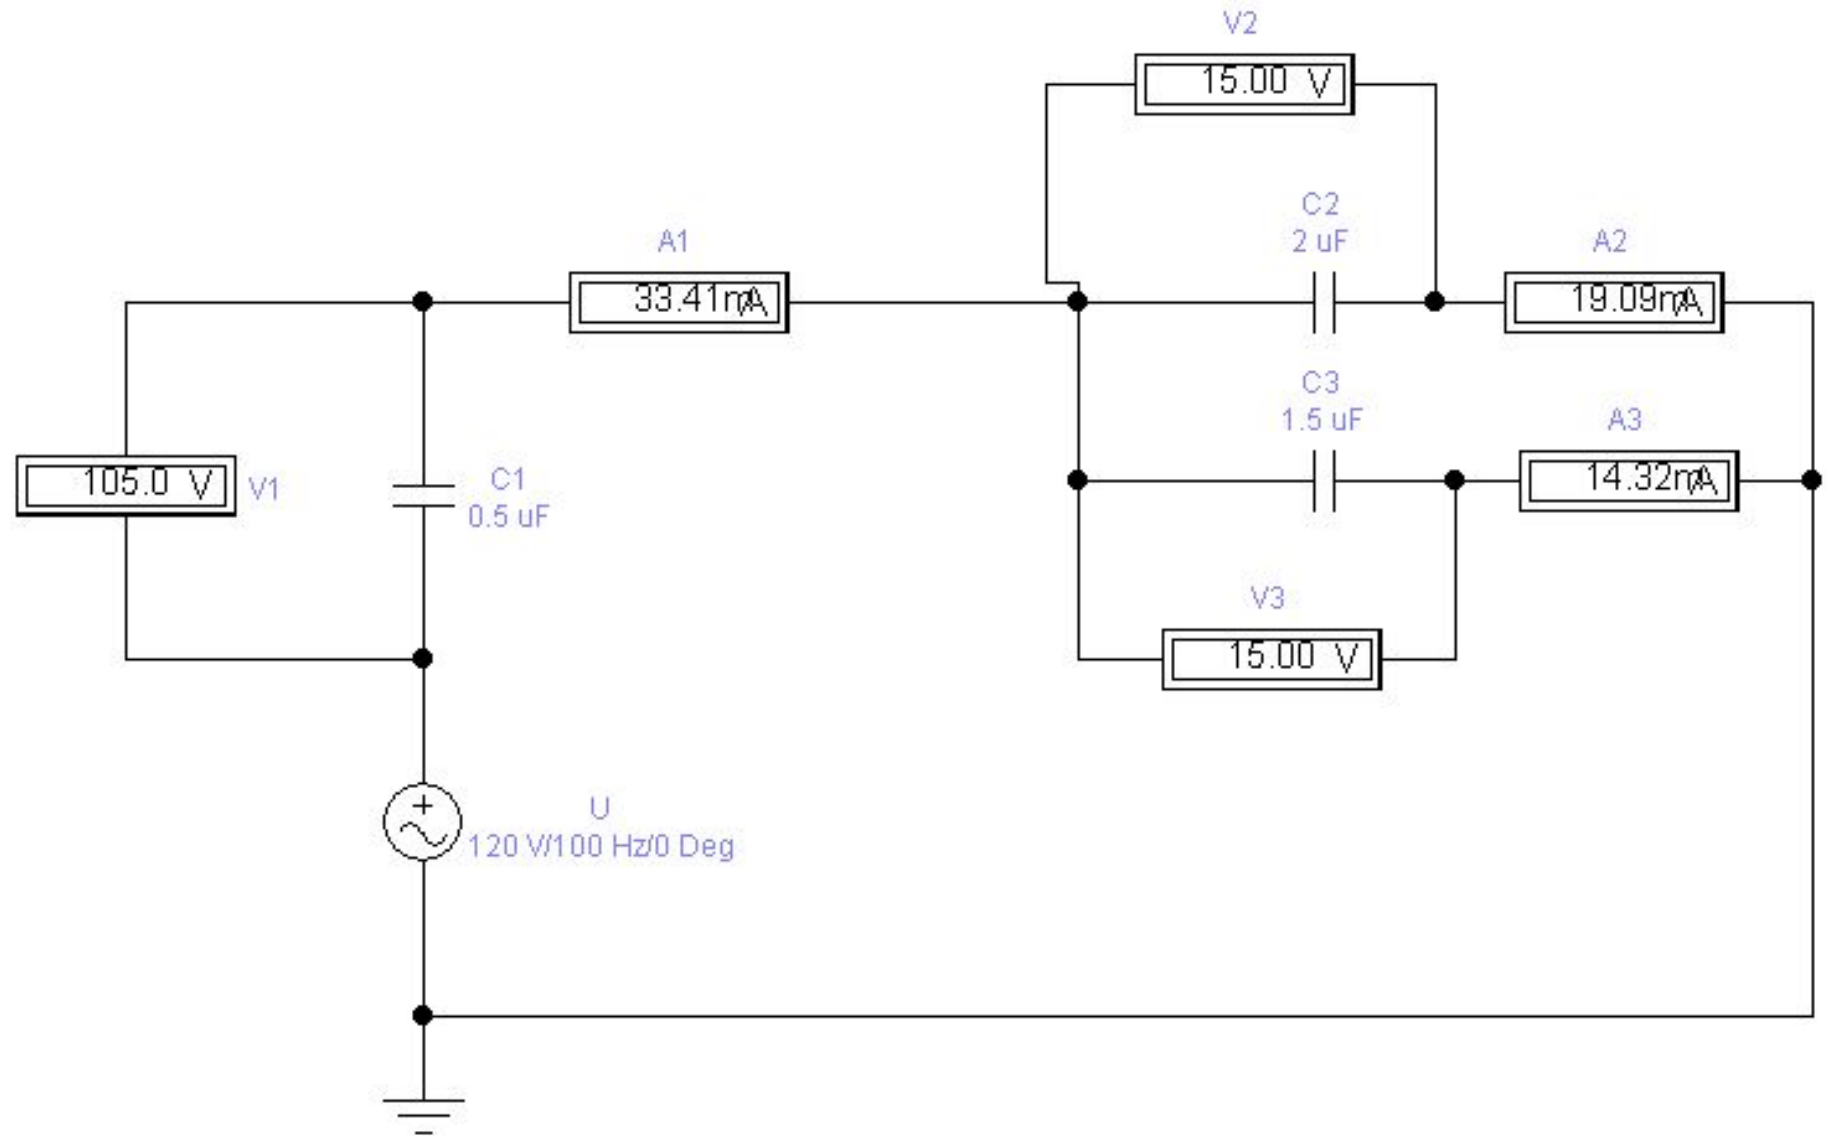 V2
15.00 V
C2
2 uF
A1
33.41mA
A2
19.09mA
C3
1.5 uF
A3
14.32mA
105.0 V
V1
C1
0.5 uF
V3
15.00 V
U
120 V/100 Hz/0 Deg